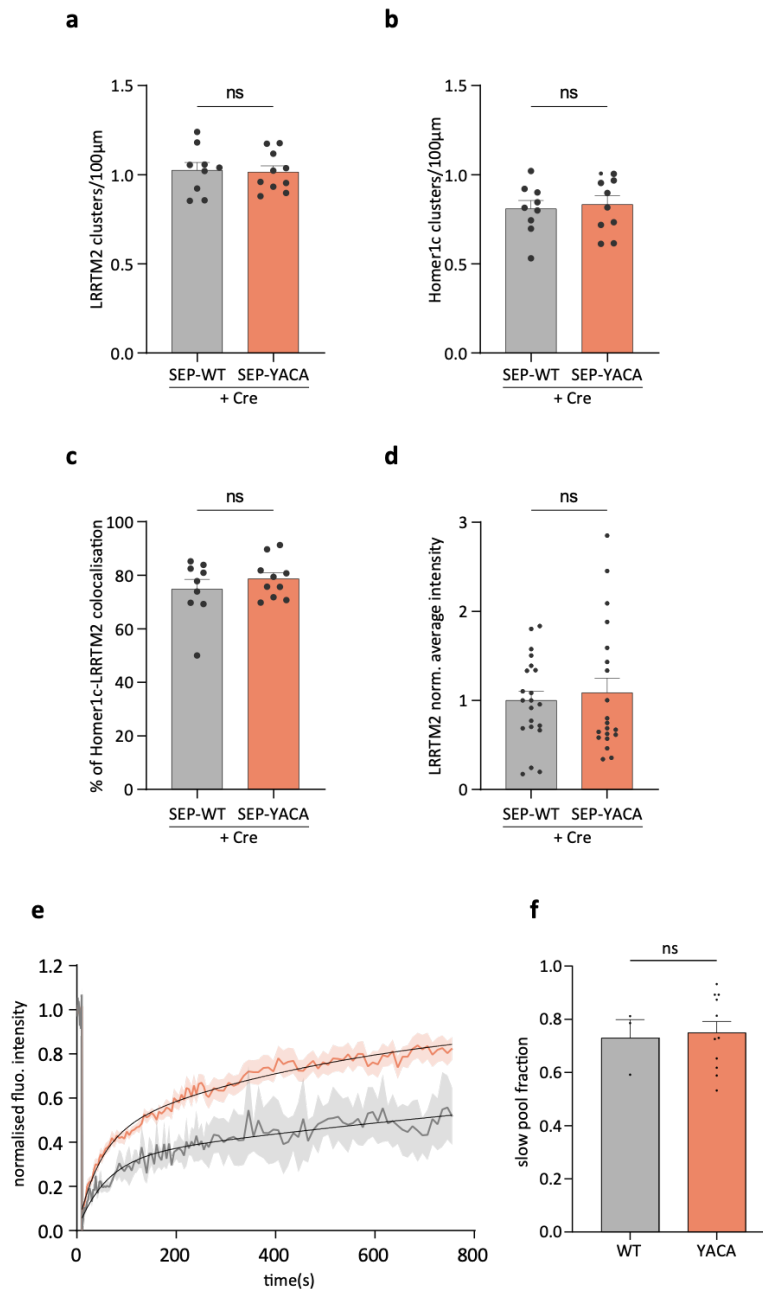 a
ns
LRRTM2 clusters/100µm
1.5
1.0
0.5
0.0
SEP-WT SEP-YACA
+ Cre
b
ns
Homer1c clusters/100µm
1.5
1.0
0.5
0.0
SEP-WT SEP-YACA
+ Cre
c
ns
% of Homer1c-LRRTM2 colocalisation
100
80
60
40
20
0
SEP-WT SEP-YACA
+ Cre
d
ns
LRRTM2 norm. average intensity
3
2
1
0
SEP-WT SEP-YACA
+ Cre
e
normalised fluo. intensity
1.2
1.0
0.8
0.6
0.4
0.2
0.0
0 200 400 600 800
time(s)
f
ns
slow pool fraction
1.0
0.8
0.6
0.4
0.2
0.0
WT YACA